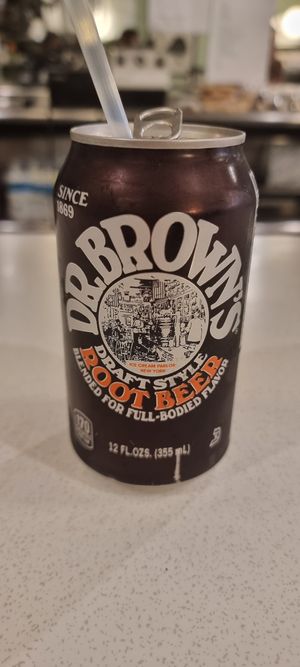 SINCE
1869
DR. BROWN'S
ICE CREAM PARLOR
NEW YORK
DRAFT STYLE
ROOT BEER
BLENDED FOR FULL-BODIED FLAVOR
170
12 FL.OZS. (355 mL)